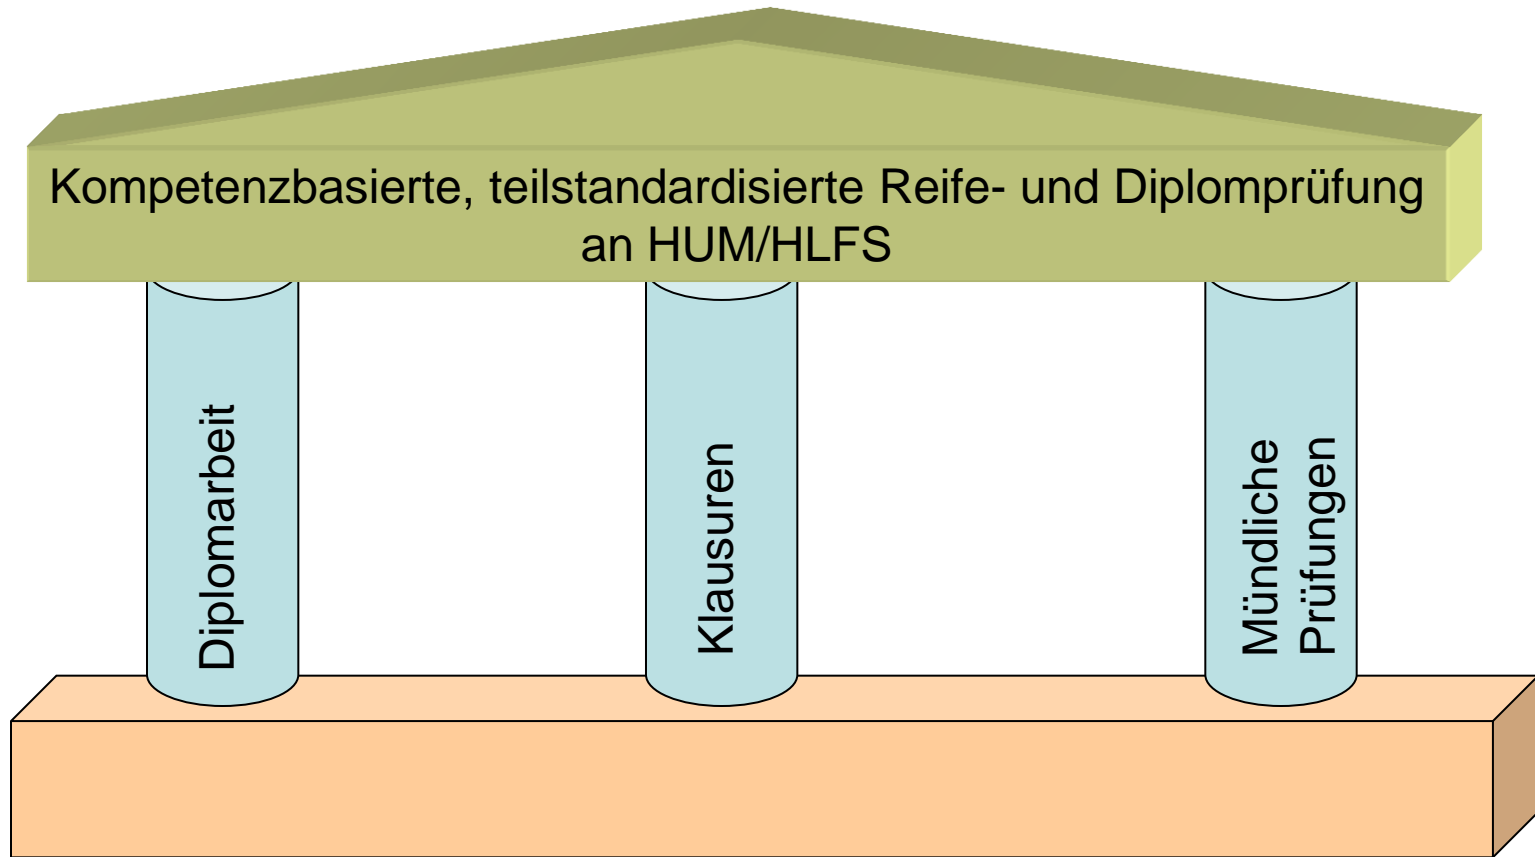 Kompetenzbasierte, teilstandardisierte Reife- und Diplomprüfung
an HUM/HLFS
Diplomarbeit
Klausuren
Mündliche
Prüfungen